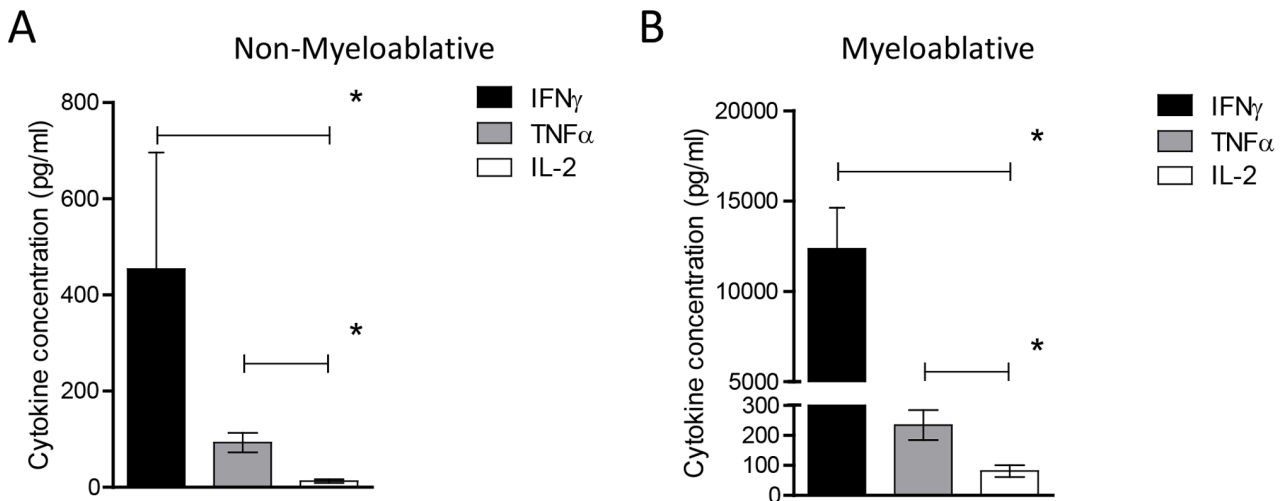 A
Non-Myeloablative
Cytokine concentration (pg/ml)
800
600
400
200
0
*
*
IFNγ
TNFα
IL-2
B
Myeloablative
Cytokine concentration (pg/ml)
20000
15000
10000
5000
300
200
100
0
*
*
IFNγ
TNFα
IL-2